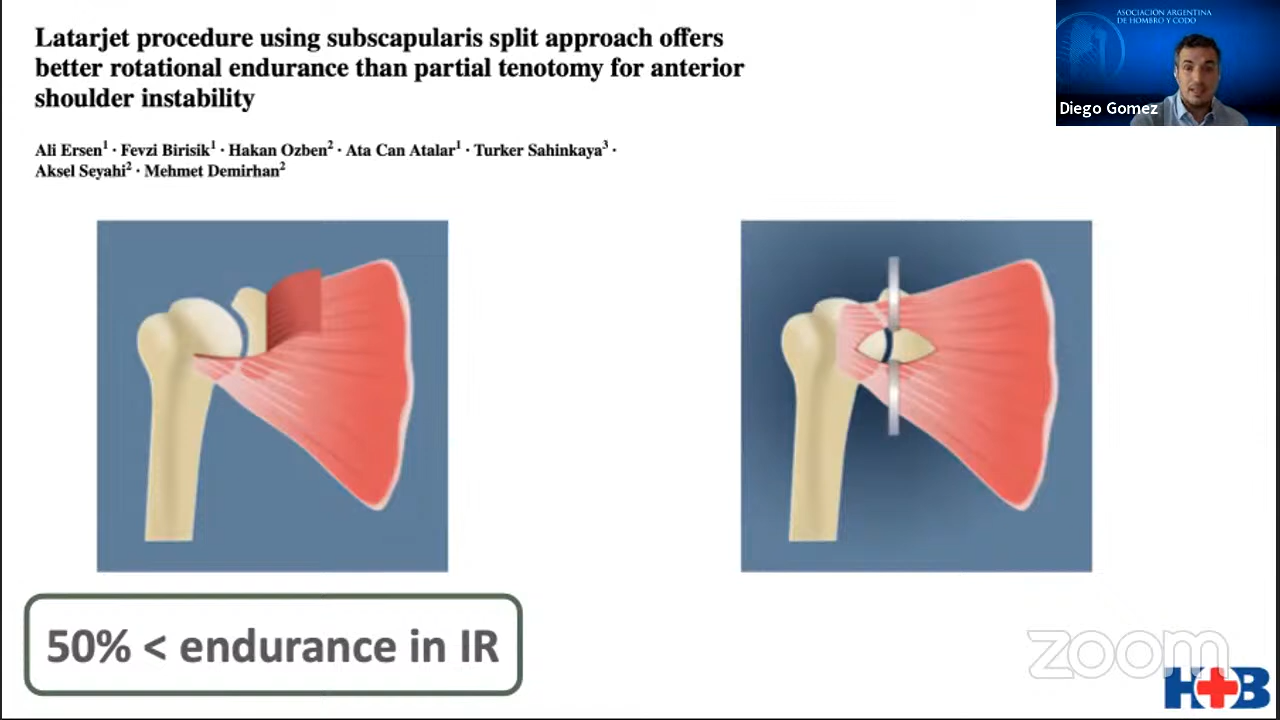 Latarjet procedure using subscapularis split approach offers
better rotational endurance than partial tenotomy for anterior
shoulder instability
Ali Ersen1 · Fevzi Birisik1 · Hakan Ozben2 · Ata Can Atalar1 · Turker Sahinkaya3 ·
Aksel Seyahi2 · Mehmet Demirhan2
ASOCIACIÓN ARGENTINA
DE HOMBRO Y CODO
Diego Gomez
50% < endurance in IR
zoom
HB